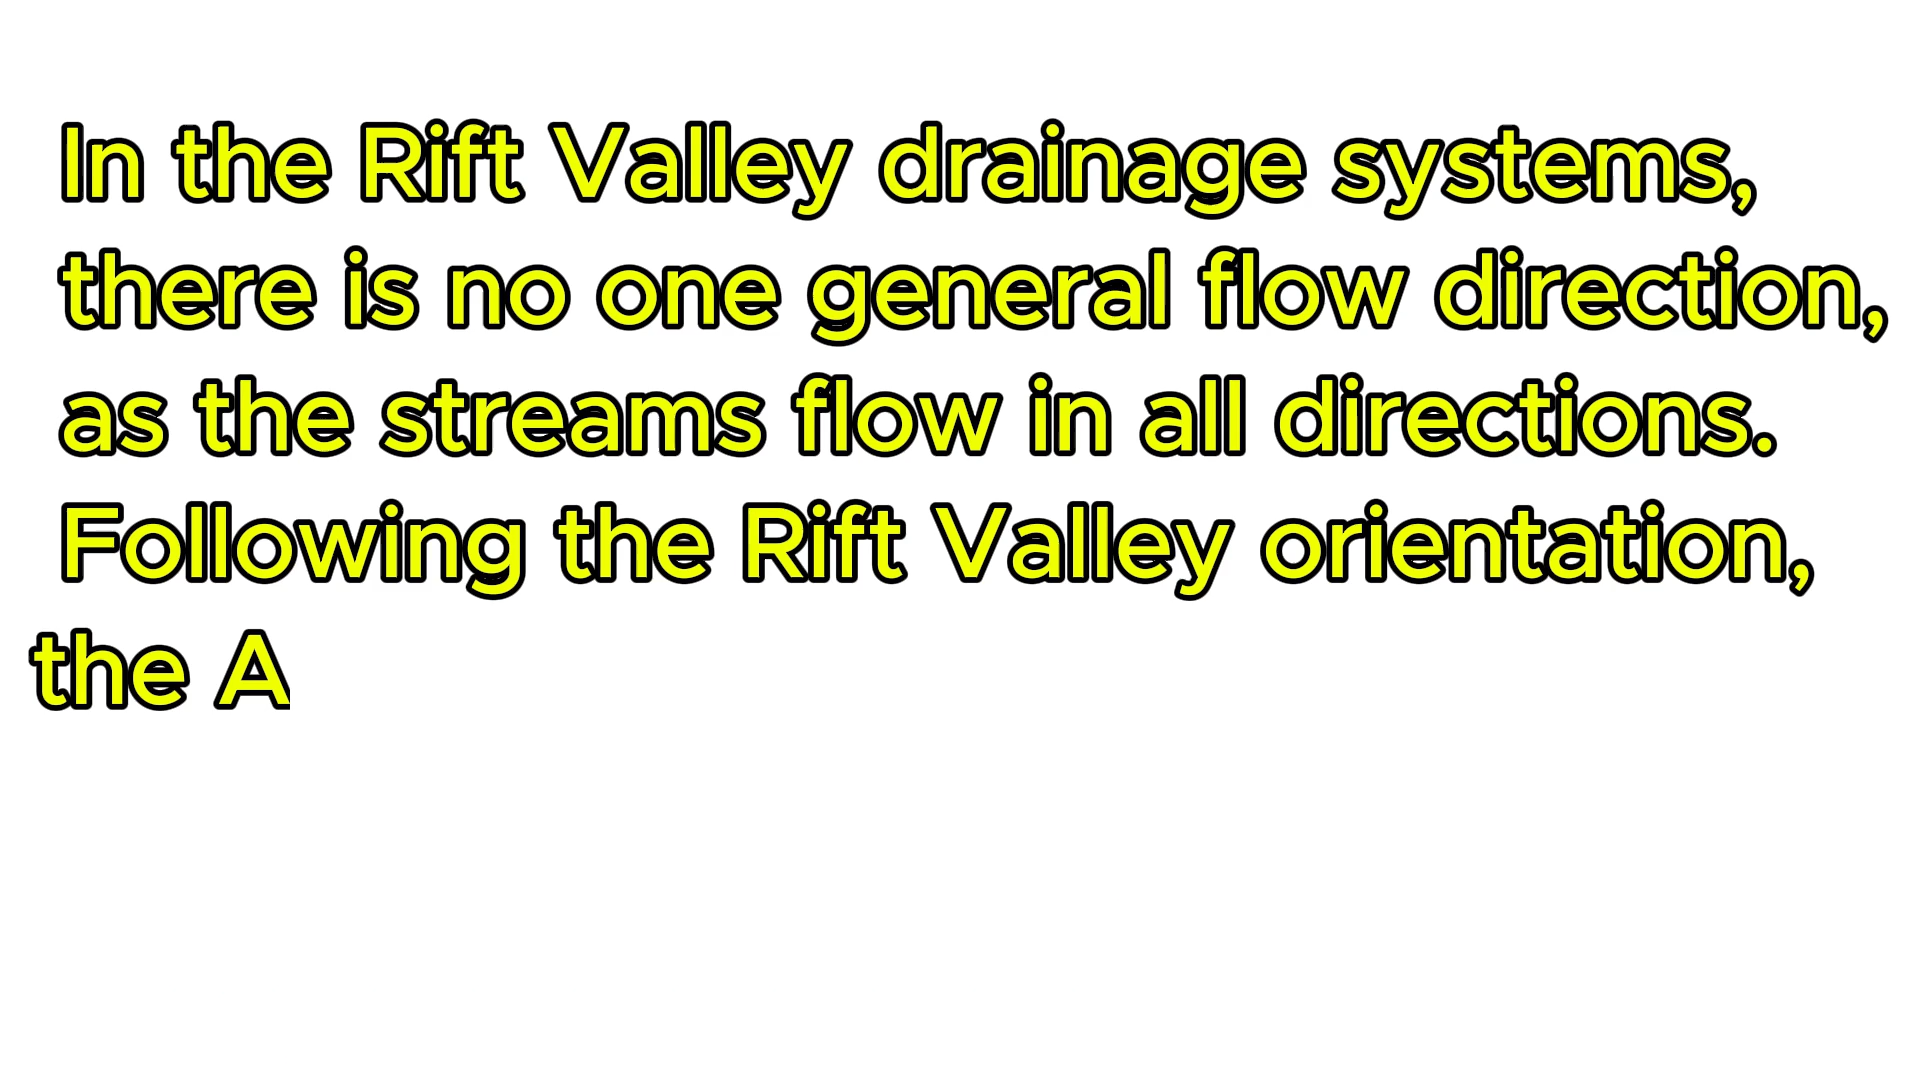 In the Rift Valley drainage systems,
there is no one general flow direction,
as the streams flow in all directions.
Following the Rift Valley orientation,
the A